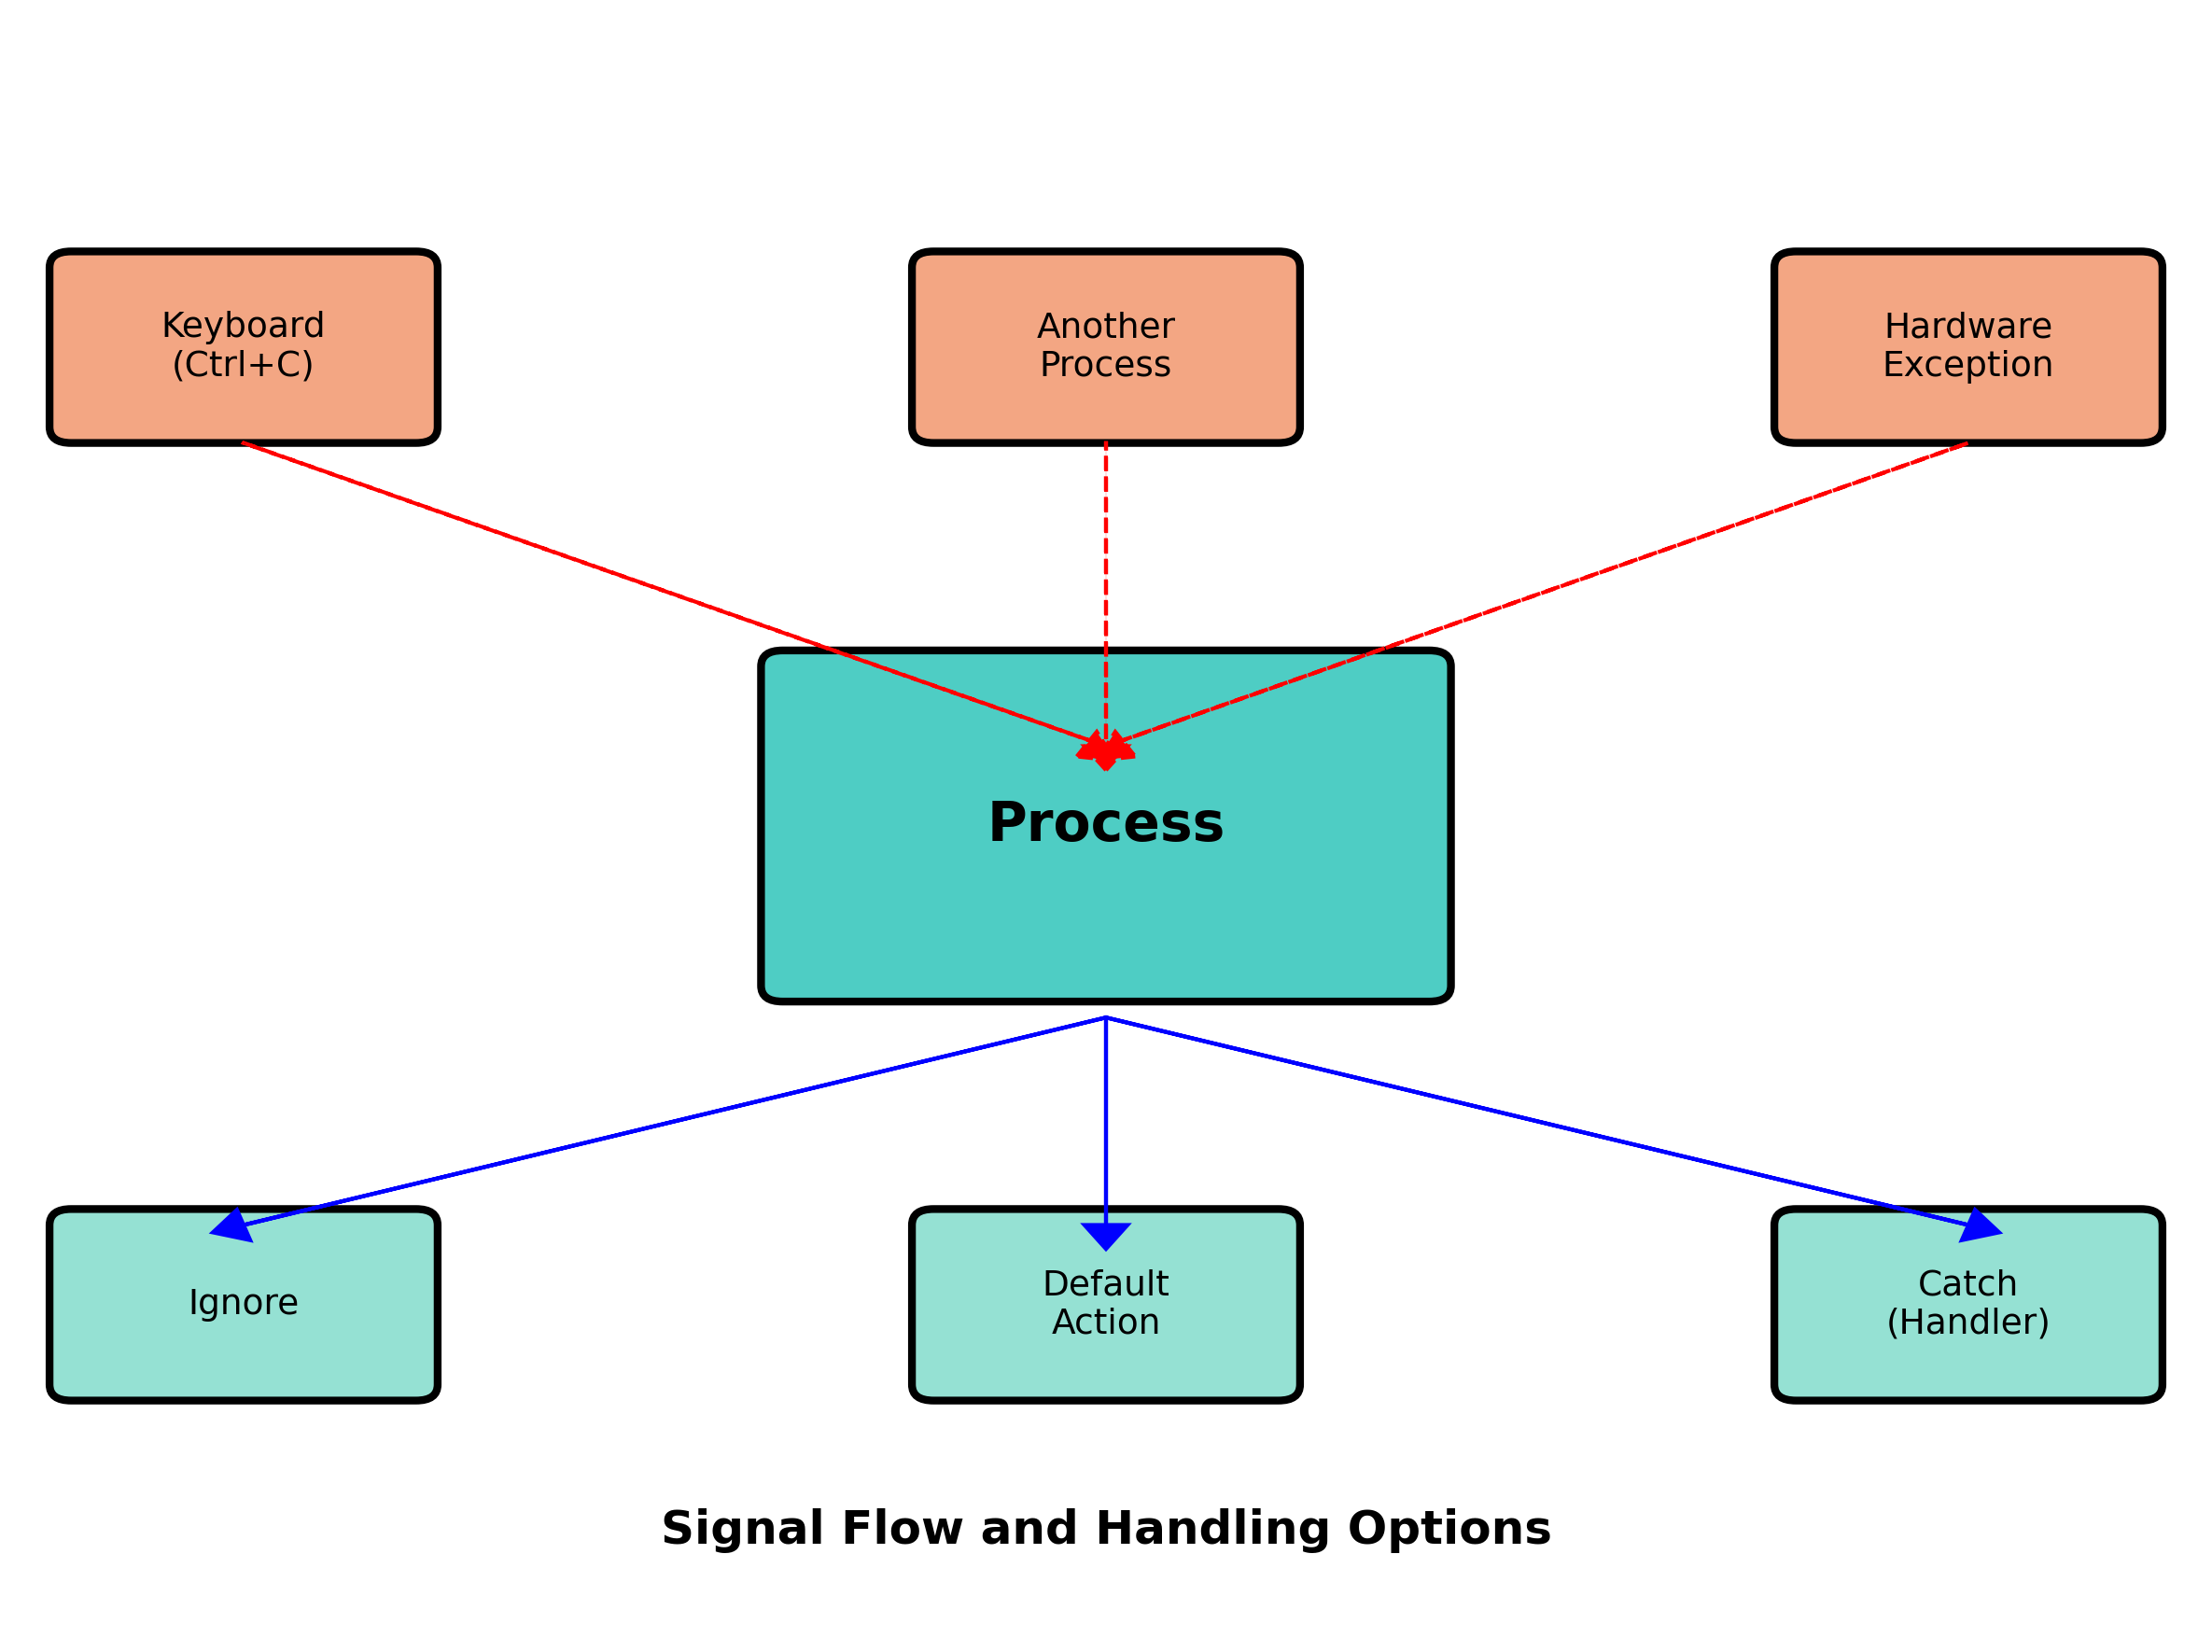 Keyboard
(Ctrl+C)
Another
Process
Hardware
Exception
Process
Ignore
Default
Action
Catch
(Handler)
Signal Flow and Handling Options